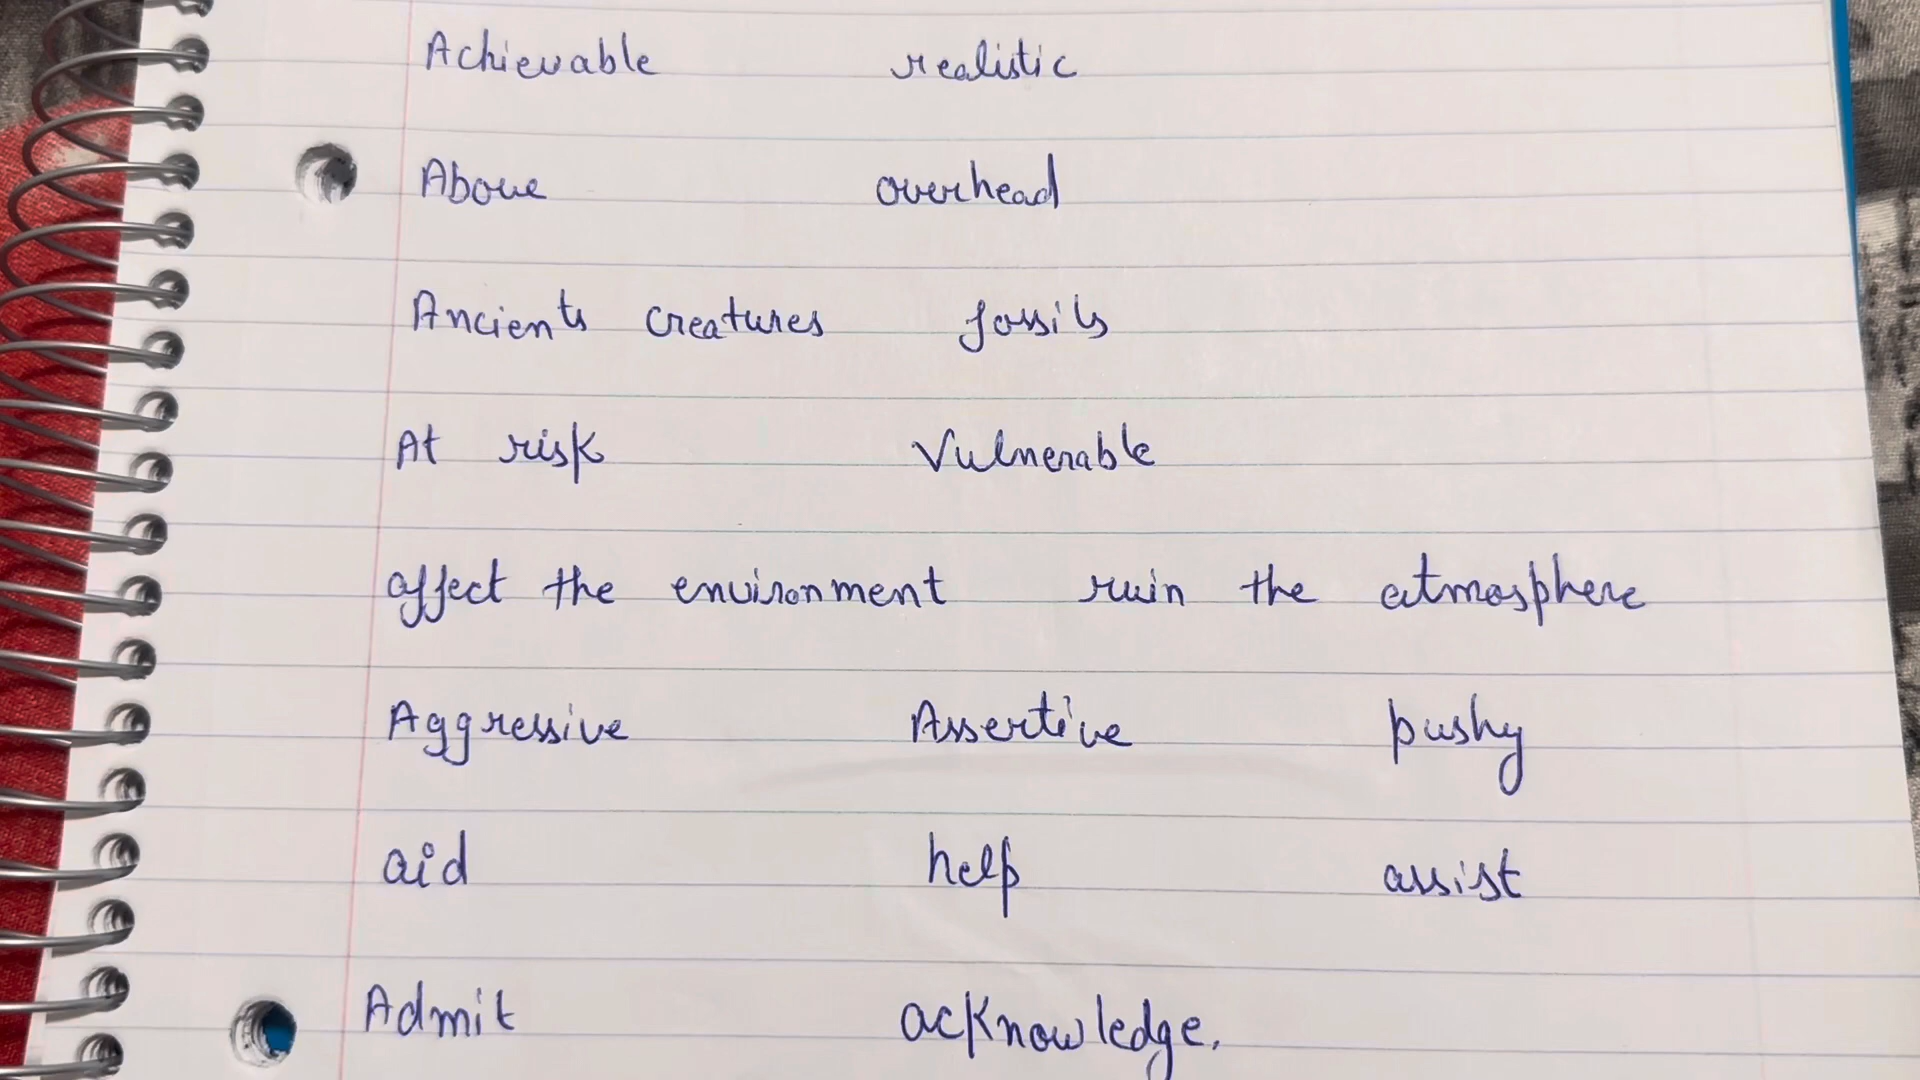 Achievable realistic
Above overhead
Ancients creatures fossils
At risk Vulnerable
affect the environment ruin the atmosphere
Aggressive Assertive pushy
aid help assist
Admit acknowledge.